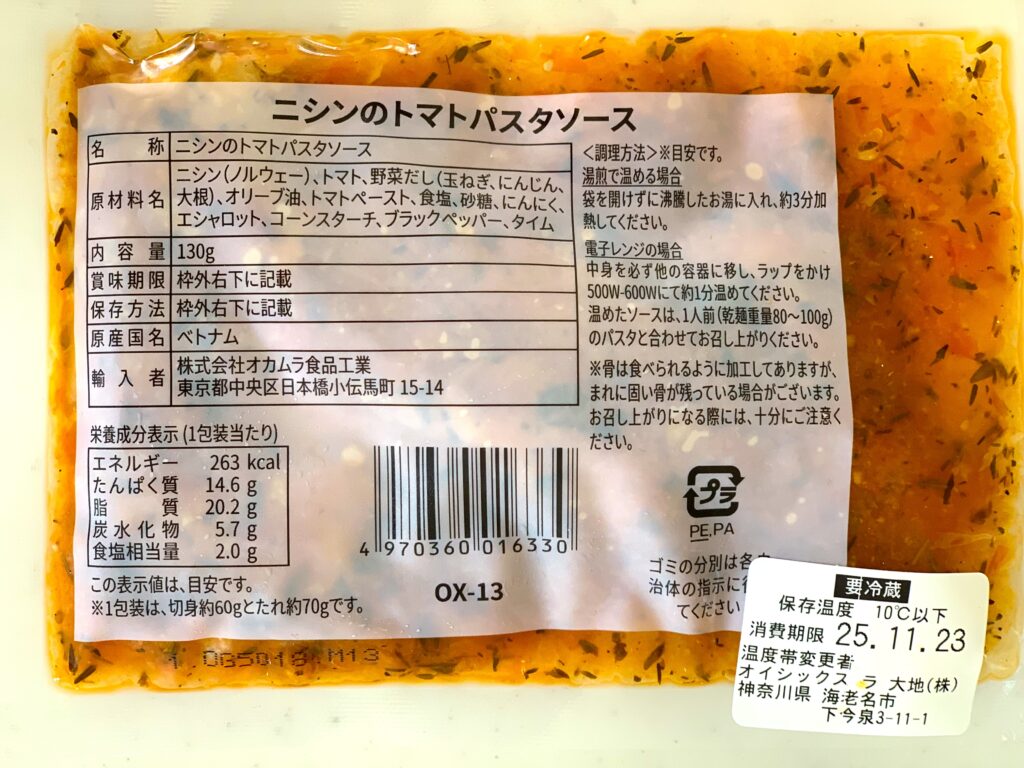 ニシンのトマトパスタソース
名称 ニシンのトマトパスタソース
原材料名 ニシン(ノルウェー)、トマト、野菜だし(玉ねぎ、にんじん、
大根)、オリーブ油、トマトペースト、食塩、砂糖、にんにく、
エシャロット、コーンスターチ、ブラックペッパー、タイム
内容量 130g
賞味期限 枠外右下に記載
保存方法 枠外右下に記載
原産国名 ベトナム
輸入者 株式会社オカムラ食品工業
東京都中央区日本橋小伝馬町 15-14
栄養成分表示 (1包装当たり)
エネルギー 263 kcal
たんぱく質 14.6 g
脂質 20.2 g
炭水化物 5.7 g
食塩相当量 2.0 g
この表示値は、目安です。
※1包装は、切身約60gとたれ約70gです。
4 970360 016330
OX-13
<調理方法>※目安です。
湯煎で温める場合
袋を開けずに沸騰したお湯に入れ、約3分加
熱してください。
電子レンジの場合
中身を必ず他の容器に移し、ラップをかけ
500W-600Wにて約1分温めてください。
温めたソースは、1人前(乾麺重量80～100g)
のパスタと合わせてお召し上がりください。
※骨は食べられるように加工してありますが、
まれに固い骨が残っている場合がございます。
お召し上がりになる際には、十分にご注意く
ださい。
プラ
PE,PA
ゴミの分別は各
治体の指示に
てください
要冷蔵
保存温度 10℃以下
消費期限 25.11.23
温度帯変更者
オイシックス ラ 大地(株)
神奈川県 海老名市
下今泉3-11-1
M13